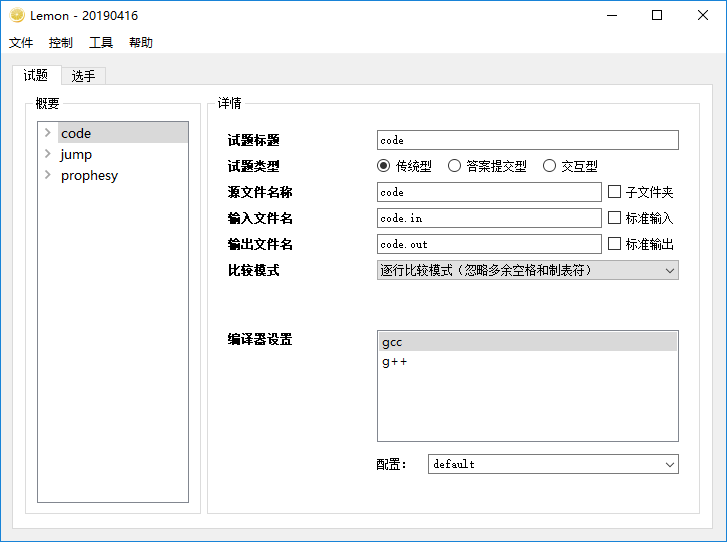 Lemon - 20190416
文件 控制 工具 帮助
试题 选手
概要
code
jump
prophesy
详情
试题标题 code
试题类型 传统型 答案提交型 交互型
源文件名称 code 子文件夹
输入文件名 code.in 标准输入
输出文件名 code.out 标准输出
比较模式 逐行比较模式（忽略多余空格和制表符）
编译器设置 gcc
g++
配置： default